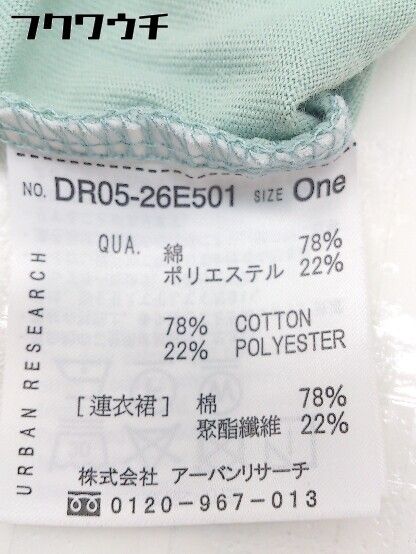 フクワウチ
NO. DR05-26E501 SIZE One
QUA. 綿 78%
ポリエステル 22%
78% COTTON
22% POLYESTER
[連衣裙] 棉 78%
聚酯纖維 22%
URBAN RESEARCH
株式会社 アーバンリサーチ
0120-967-013